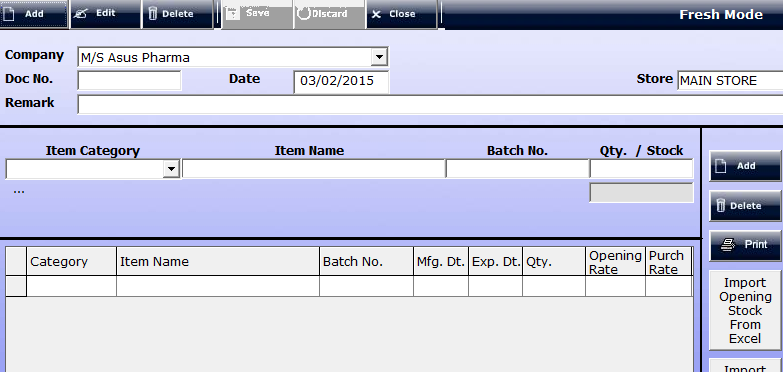 Add Edit Delete Save Discard Close Fresh Mode
Company M/S Asus Pharma
Doc No. Date 03/02/2015 Store MAIN STORE
Remark
Item Category Item Name Batch No. Qty. / Stock
...
Add
Delete
Print
Category Item Name Batch No. Mfg. Dt. Exp. Dt. Qty. Opening Rate Purch Rate
Import
Opening
Stock
From
Excel
Import